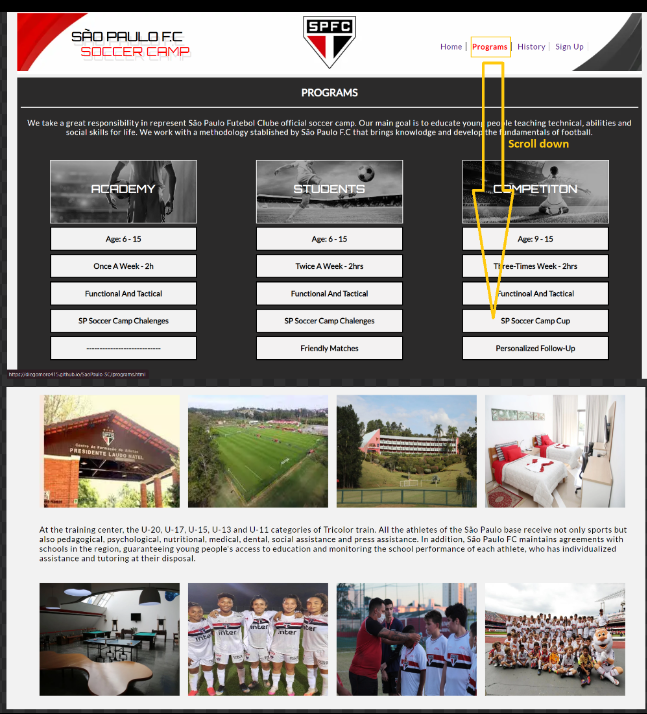 SÃO PAULO F.C
SOCCER CAMP
SPFC
Home | Programs | History | Sign Up
PROGRAMS
We take a great responsibility in represent São Paulo Futebol Clube official soccer camp. Our main goal is to educate young people teaching technical, abilities and
social skills for life. We work with a methodology stablished by São Paulo F.C that brings knowledge and develop the fundamentals of football.
Scroll down
ACADEMY
STUDENTS
COMPETITON
Age: 6 - 15
Age: 6 - 15
Age: 9 - 15
Once A Week - 2h
Twice A Week - 2hrs
Three-Times Week - 2hrs
Functional And Tactical
Functional And Tactical
Functinoal And Tactical
SP Soccer Camp Chalenges
SP Soccer Camp Chalenges
SP Soccer Camp Cup
----------------------------
Friendly Matches
Personalized Follow-Up
PRESIDENTE LAUDO NATEL
At the training center, the U-20, U-17, U-15, U-13 and U-11 categories of Tricolor train. All the athletes of the São Paulo base receive not only sports but
also pedagogical, psychological, nutritional, medical, dental, social assistance and press assistance. In addition, São Paulo FC maintains agreements with
schools in the region, guaranteeing young people's access to education and monitoring the school performance of each athlete, who has individualized
assistance and tutoring at their disposal.
inter
inter